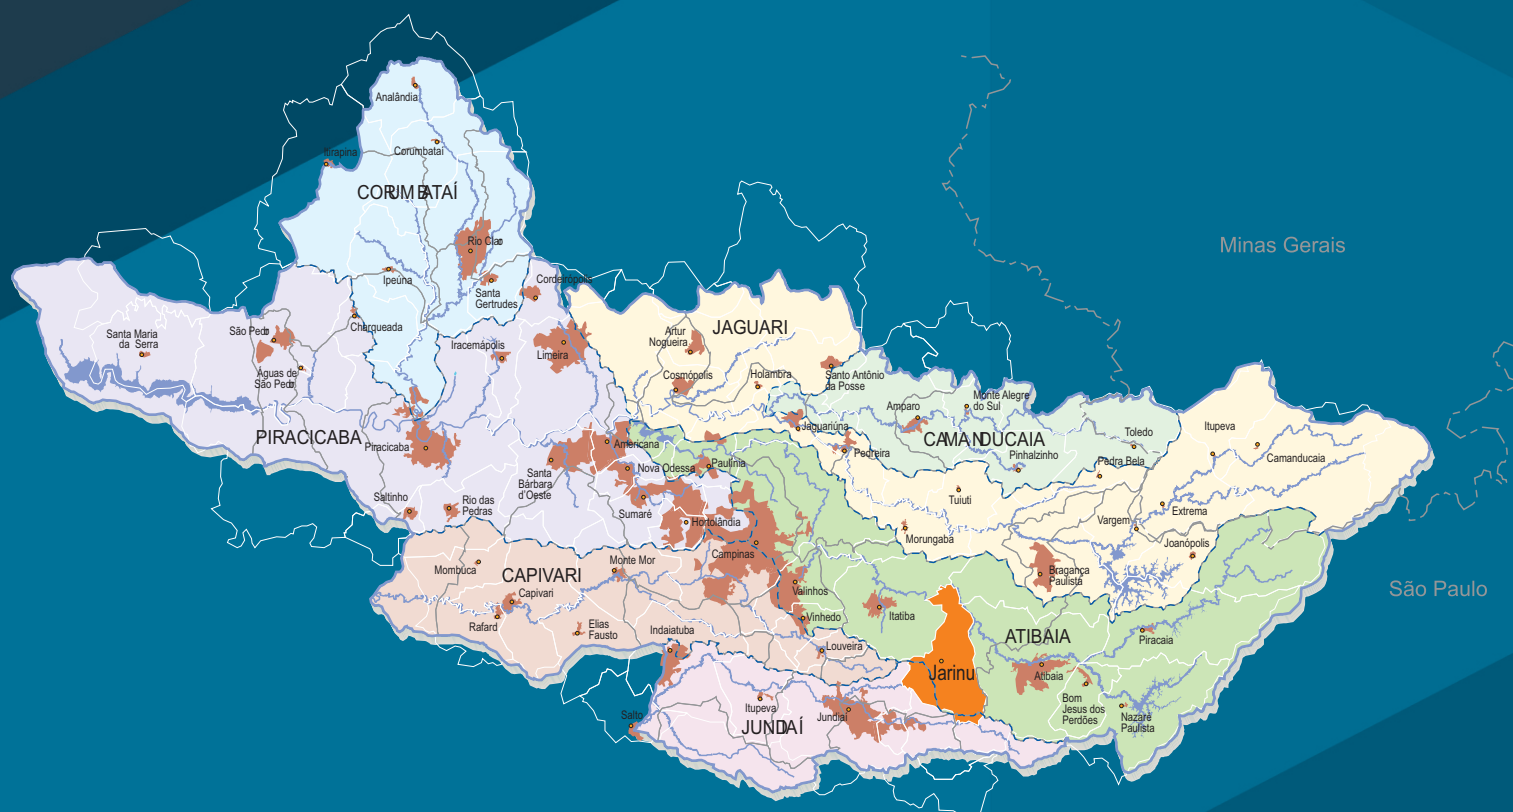 Analândia
Corumbataí
Itirapina
CORUMBATAÍ
Rio Claro
Ipeúna
Santa
Gertrudes
Cordeirópolis
Charqueada
Santa Maria
da Serra
São Pedro
Águas de
São Pedro
Iracemápolis
Limeira
PIRACICABA
Piracicaba
Saltinho
Rio das
Pedras
Santa
Bárbara
d'Oeste
Americana
Nova Odessa
Sumaré
Hortolândia
Paulínia
Campinas
JAGUARI
Artur
Nogueira
Cosmópolis
Holambra
Santo Antônio
da Posse
Jaguariúna
Pedreira
Amparo
Monte Alegre
do Sul
CAMANDUCAIA
Pinhalzinho
Toledo
Pedra Bela
Itupeva
Camanducaia
Tuiuti
Morungaba
Vargem
Extrema
Joanópolis
Bragança
Paulista
Minas Gerais
São Paulo
CAPIVARI
Mombuca
Capivari
Rafard
Monte Mor
Elias
Fausto
Indaiatuba
Valinhos
Vinhedo
Louveira
Itatiba
ATIBAIA
Atibaia
Piracaia
Bom
Jesus dos
Perdões
Nazaré
Paulista
Jarinu
Salto
Itupeva
JUNDIAÍ
Jundiaí